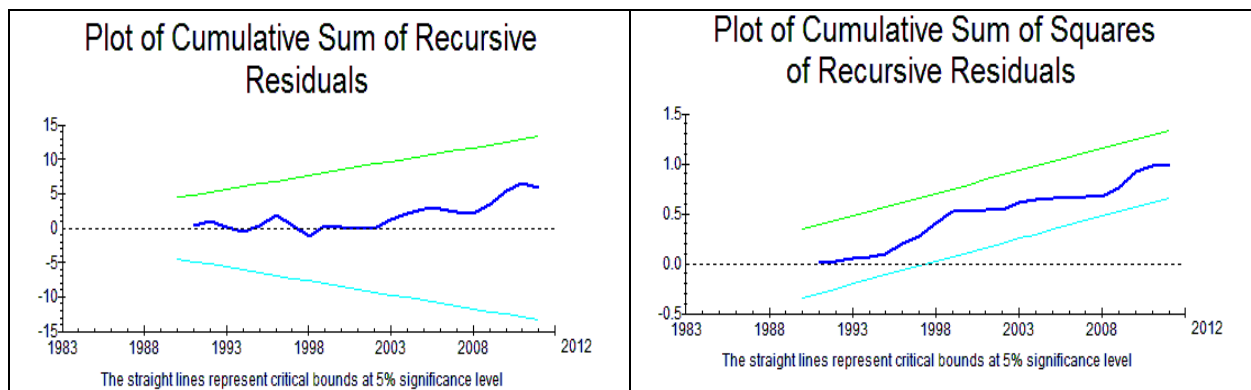 Plot of Cumulative Sum of Recursive
Residuals
15
10
5
0
-5
-10
-15
1983 1988 1993 1998 2003 2008 2012
The straight lines represent critical bounds at 5% significance level
Plot of Cumulative Sum of Squares
of Recursive Residuals
1.5
1.0
0.5
0.0
-0.5
1983 1988 1993 1998 2003 2008 2012
The straight lines represent critical bounds at 5% significance level